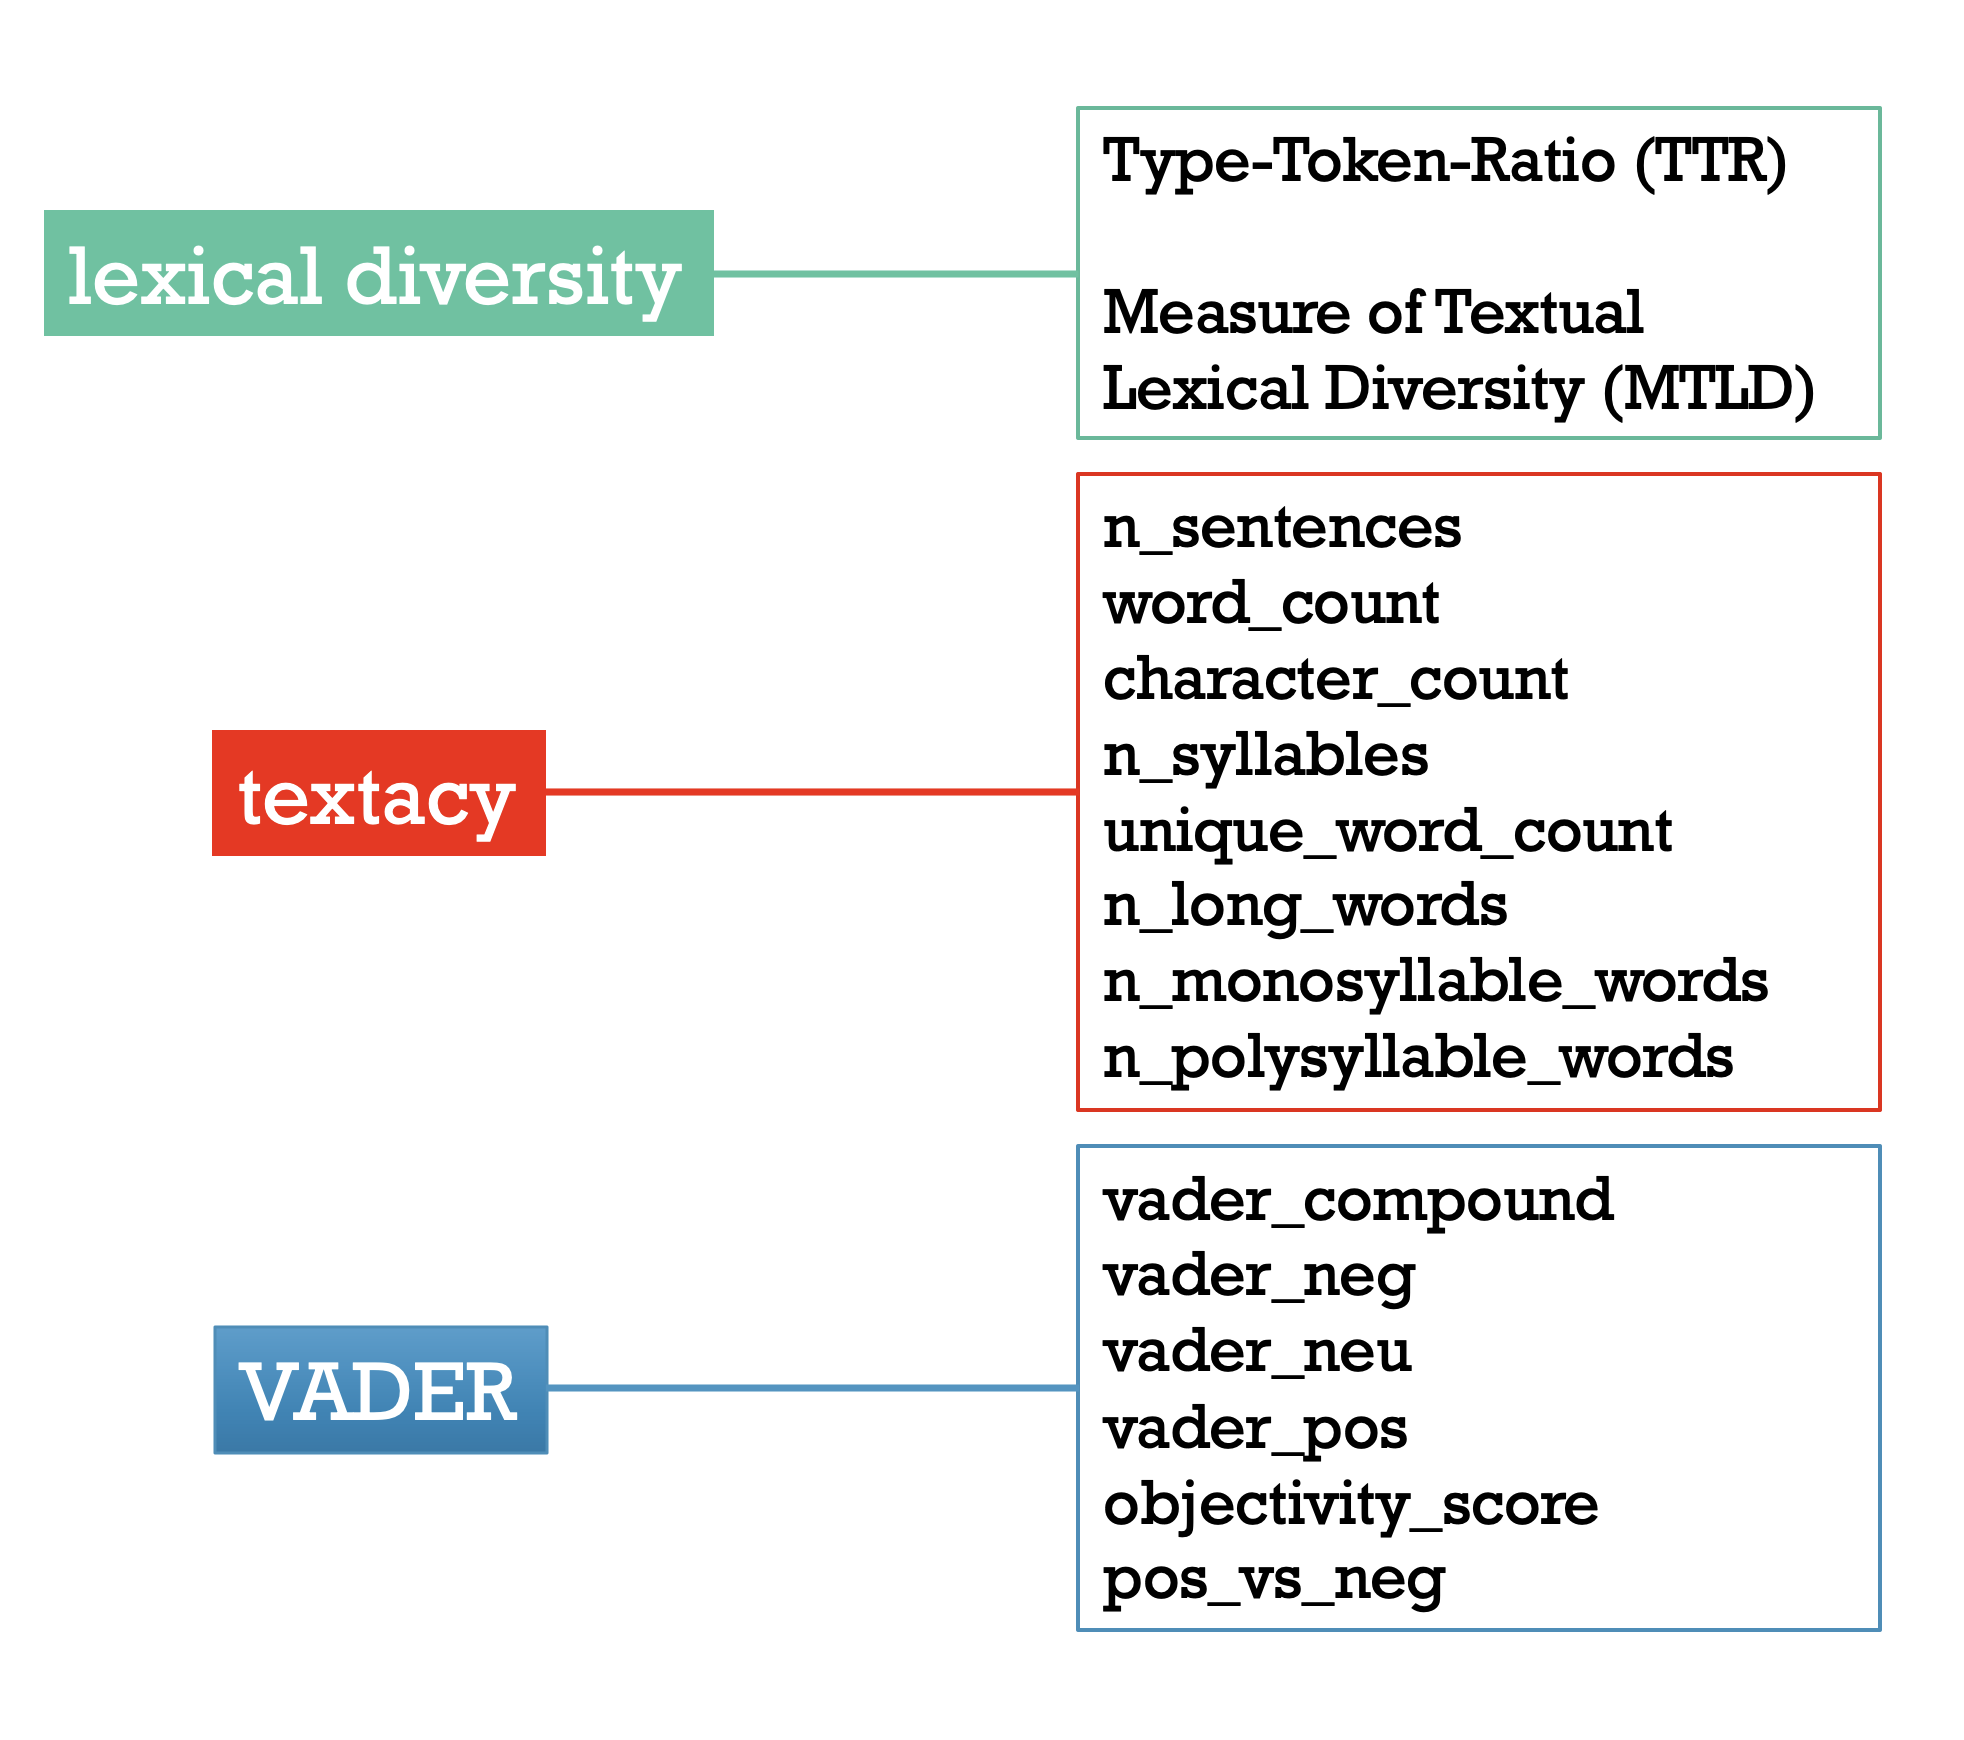 lexical diversity
Type-Token-Ratio (TTR)
Measure of Textual
Lexical Diversity (MTLD)
textacy
n_sentences
word_count
character_count
n_syllables
unique_word_count
n_long_words
n_monosyllable_words
n_polysyllable_words
VADER
vader_compound
vader_neg
vader_neu
vader_pos
objectivity_score
pos_vs_neg